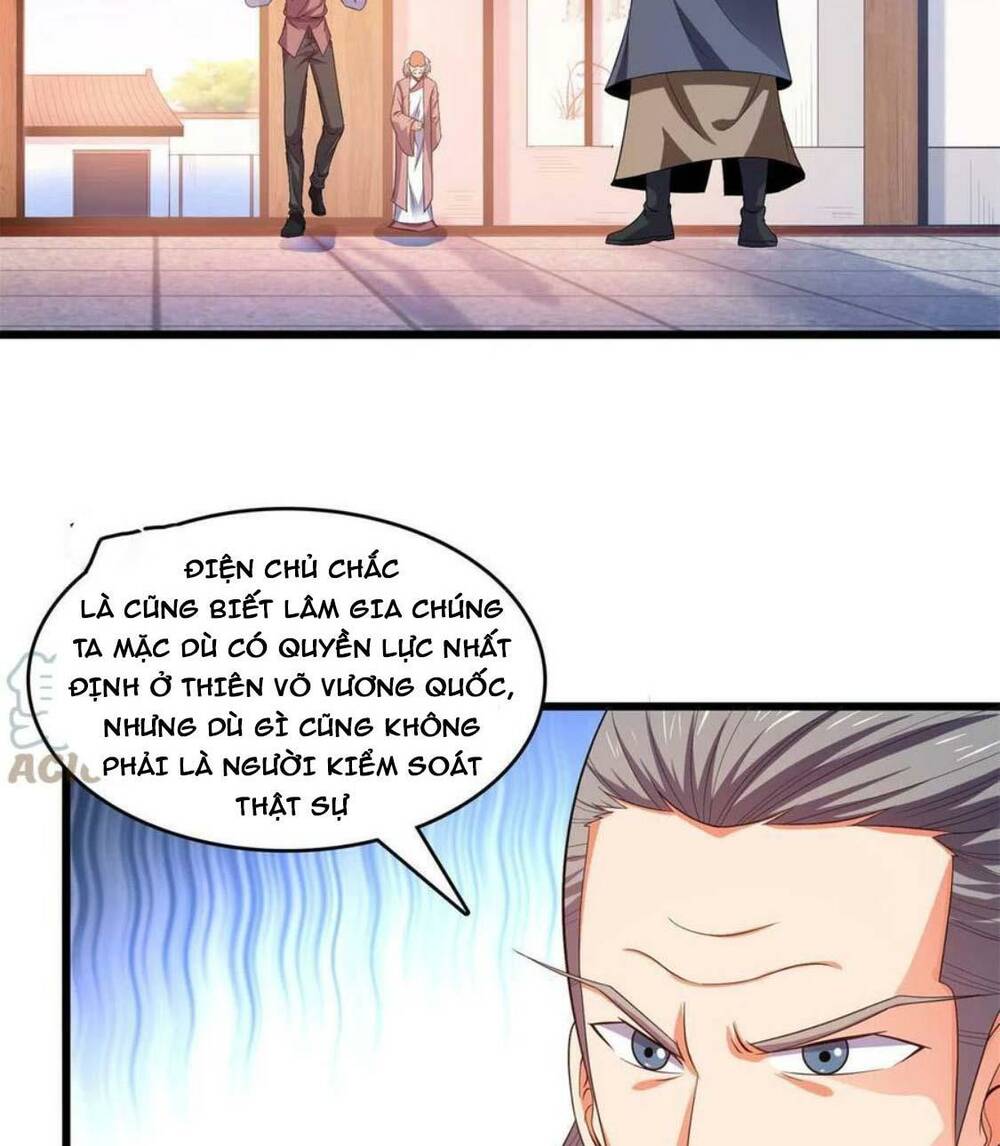 ĐIỆN CHỦ CHẮC
LÀ CŨNG BIẾT LÂM GIA CHÚNG
TA MẶC DÙ CÓ QUYỀN LỰC NHẤT
ĐỊNH Ở THIÊN VÕ VƯƠNG QUỐC,
NHƯNG DÙ GÌ CŨNG KHÔNG
PHẢI LÀ NGƯỜI KIỂM SOÁT
THẬT SỰ